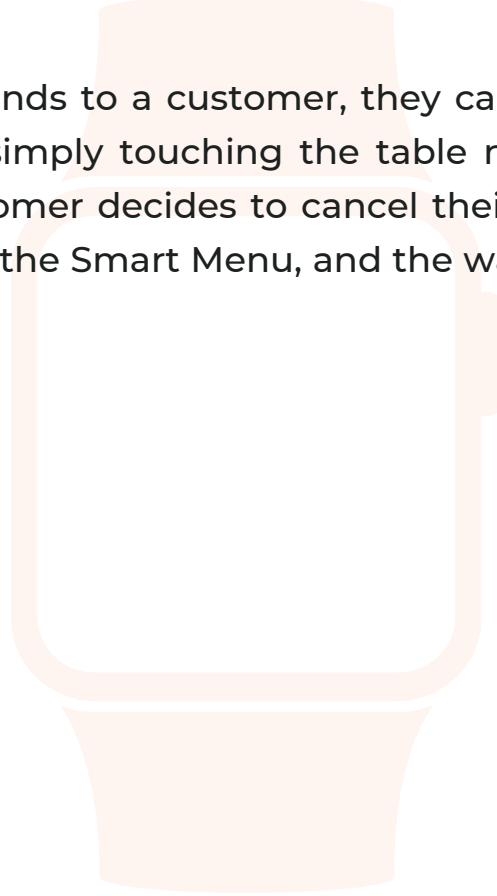 nds to a customer, they ca
simply touching the table
omer decides to cancel thei
the Smart Menu, and the wa